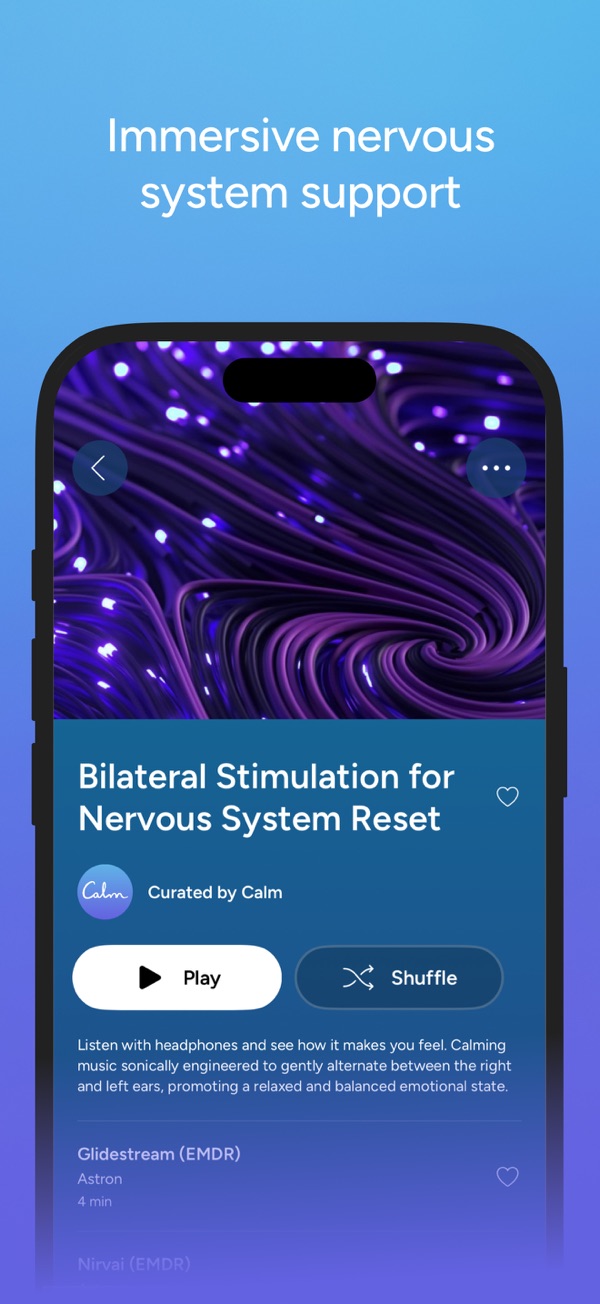 Immersive nervous
system support
Bilateral Stimulation for
Nervous System Reset
Calm
Curated by Calm
Play
Shuffle
Listen with headphones and see how it makes you feel. Calming
music sonically engineered to gently alternate between the right
and left ears, promoting a relaxed and balanced emotional state.
Glidestream (EMDR)
Astron
4 min
Nirvai (EMDR)